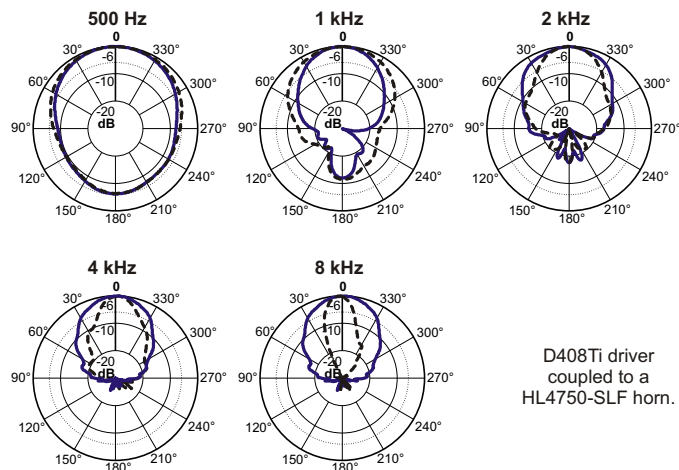 500 Hz
1 kHz
2 kHz
0
0
0
30° 330°
30° 330°
30° 330°
-6
-6
-6
60° -10 300°
60° -10 300°
60° -10 300°
-20
-20
-20
90° dB 270°
90° dB 270°
90° dB 270°
120° 240°
120° 240°
120° 240°
150° 210°
150° 210°
150° 210°
180°
180°
180°
4 kHz
8 kHz
0
0
30° 330°
30° 330°
-6
-6
60° -10 300°
60° -10 300°
-20
-20
90° dB 270°
90° dB 270°
120° 240°
120° 240°
150° 210°
150° 210°
180°
180°
D408Ti driver
coupled to a
HL4750-SLF horn.